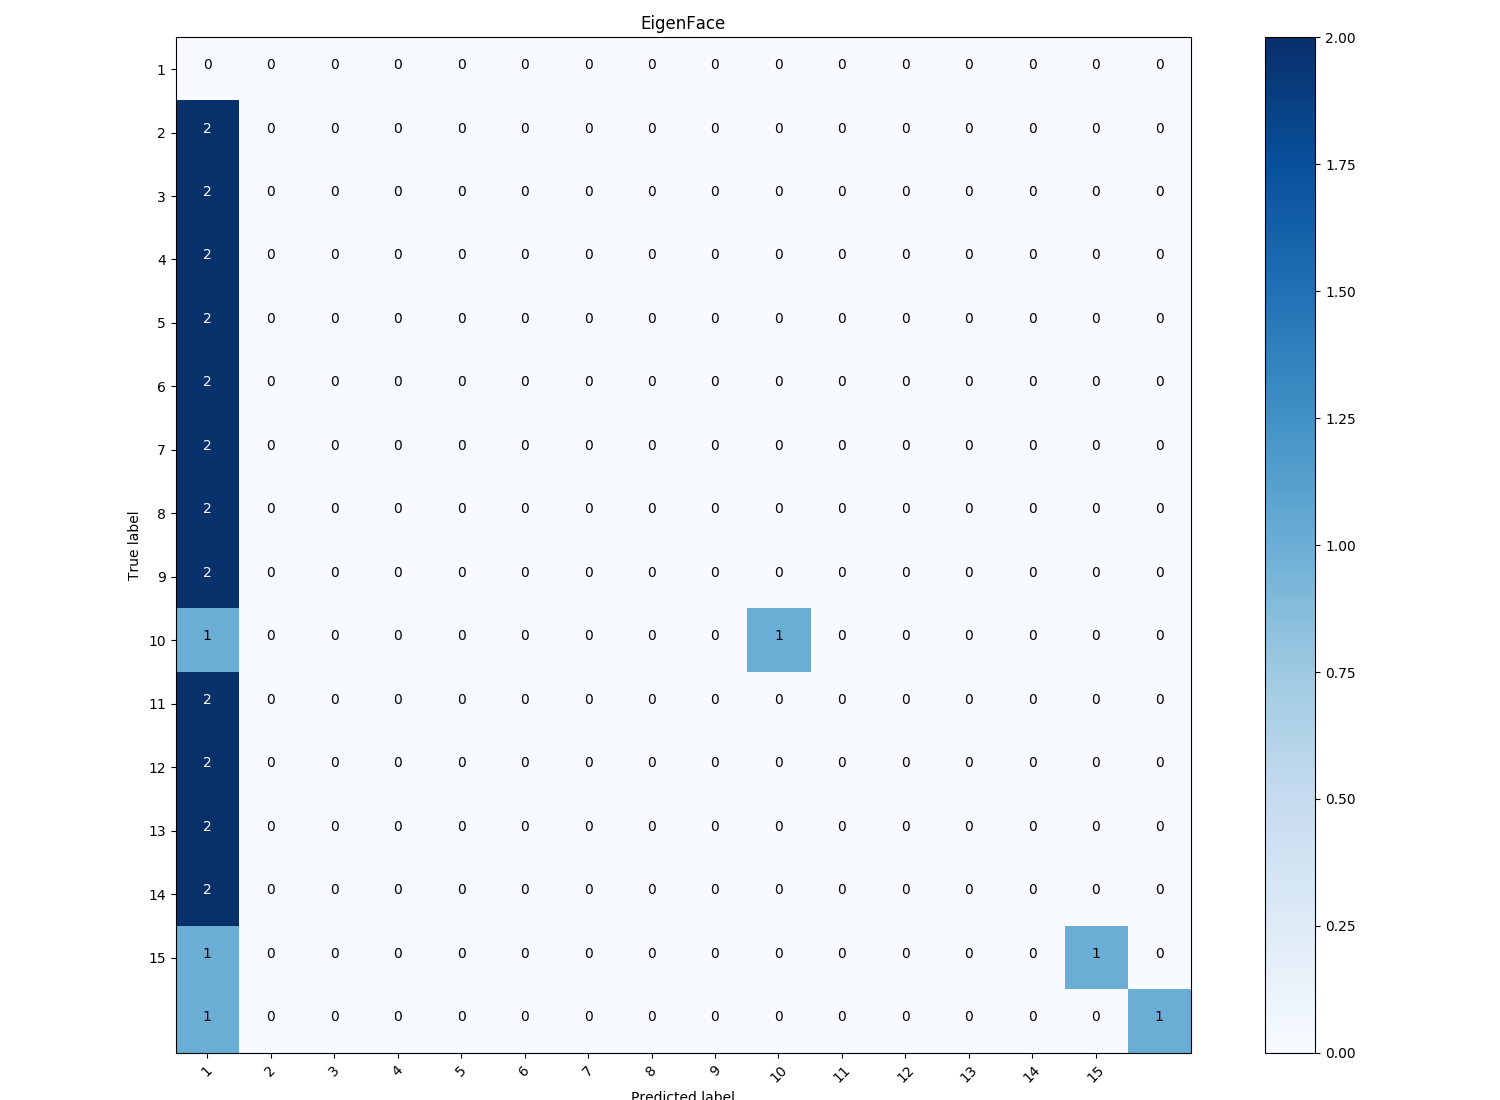 EigenFace
1 0 0 0 0 0 0 0 0 0 0 0 0 0 0 0 0
2 2 0 0 0 0 0 0 0 0 0 0 0 0 0 0 0
3 2 0 0 0 0 0 0 0 0 0 0 0 0 0 0 0
4 2 0 0 0 0 0 0 0 0 0 0 0 0 0 0 0
5 2 0 0 0 0 0 0 0 0 0 0 0 0 0 0 0
6 2 0 0 0 0 0 0 0 0 0 0 0 0 0 0 0
7 2 0 0 0 0 0 0 0 0 0 0 0 0 0 0 0
8 2 0 0 0 0 0 0 0 0 0 0 0 0 0 0 0
9 2 0 0 0 0 0 0 0 0 0 0 0 0 0 0 0
10 1 0 0 0 0 0 0 0 0 1 0 0 0 0 0 0
11 2 0 0 0 0 0 0 0 0 0 0 0 0 0 0 0
12 2 0 0 0 0 0 0 0 0 0 0 0 0 0 0 0
13 2 0 0 0 0 0 0 0 0 0 0 0 0 0 0 0
14 2 0 0 0 0 0 0 0 0 0 0 0 0 0 0 0
15 1 0 0 0 0 0 0 0 0 0 0 0 0 0 1 0
1 0 0 0 0 0 0 0 0 0 0 0 0 0 0 1
1 2 3 4 5 6 7 8 9 10 11 12 13 14 15
True label
Predicted label
2.00
1.75
1.50
1.25
1.00
0.75
0.50
0.25
0.00